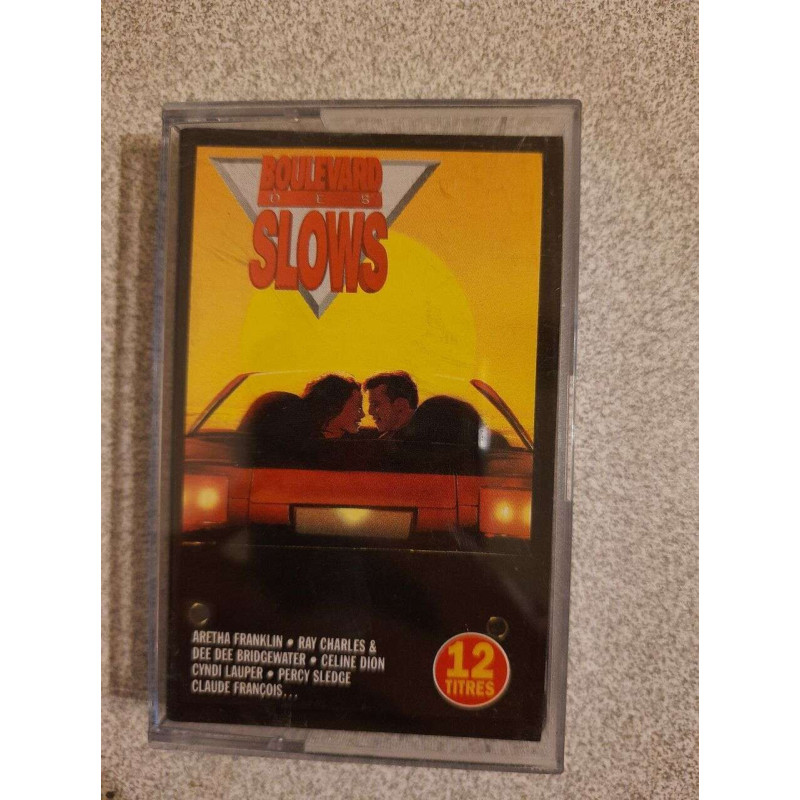 BOULEVARD
DES
SLOWS
ARETHA FRANKLIN • RAY CHARLES &
DEE DEE BRIDGEWATER • CELINE DION
CYNDI LAUPER • PERCY SLEDGE
CLAUDE FRANÇOIS...
12
TITRES